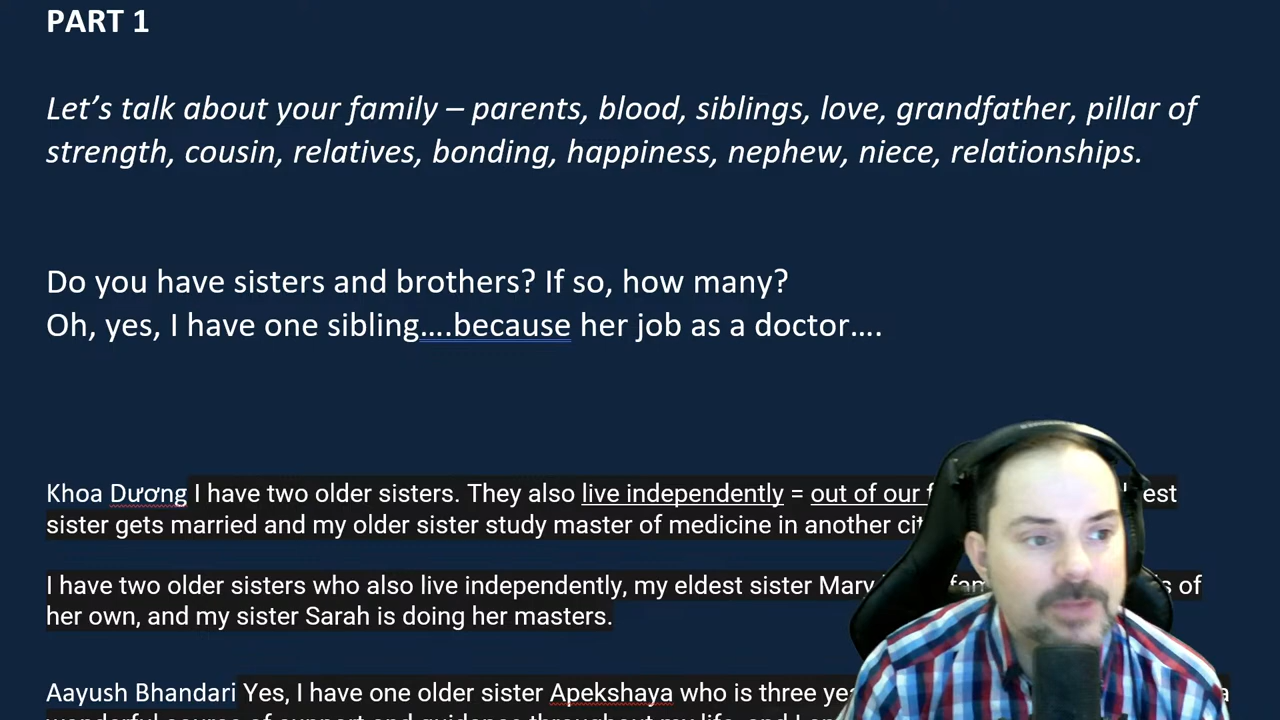 PART 1
Let's talk about your family – parents, blood, siblings, love, grandfather, pillar of
strength, cousin, relatives, bonding, happiness, nephew, niece, relationships.
Do you have sisters and brothers? If so, how many?
Oh, yes, I have one sibling....because her job as a doctor....
Khoa Dương I have two older sisters. They also live independently = out of our
sister gets married and my older sister study master of medicine in another
I have two older sisters who also live independently, my eldest sister Mary of
her own, and my sister Sarah is doing her masters.
Aayush Bhandari Yes, I have one older sister Apekshaya who is three a